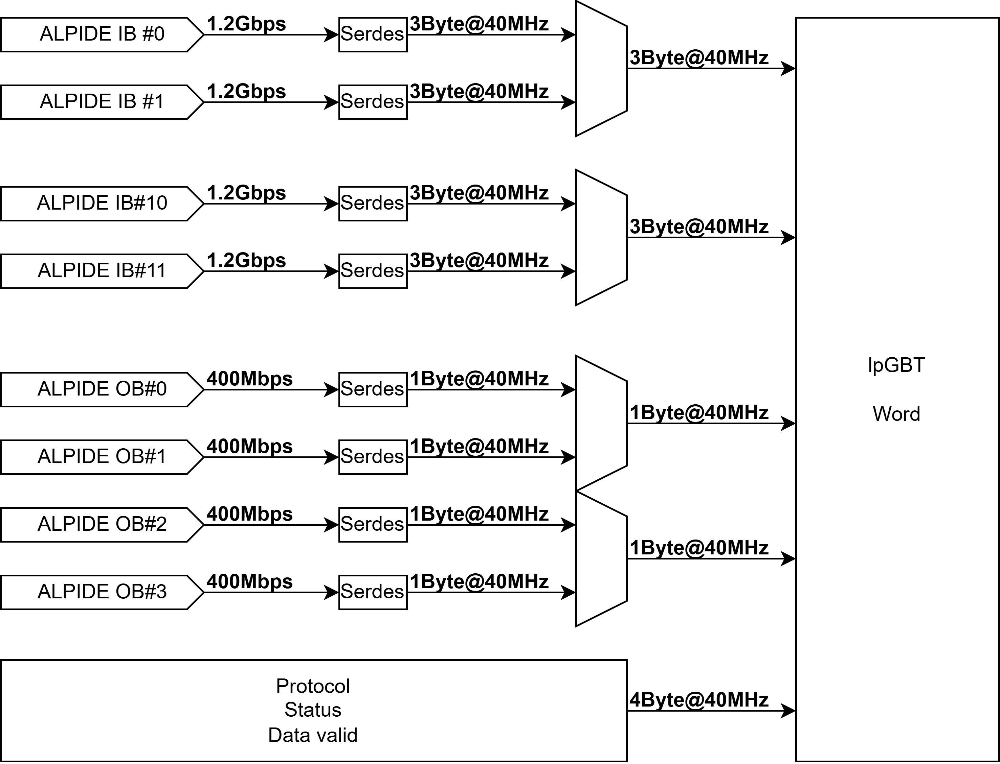 ALPIDE IB #0
1.2Gbps
Serdes
3Byte@40MHz
3Byte@40MHz
ALPIDE IB #1
1.2Gbps
Serdes
3Byte@40MHz
ALPIDE IB#10
1.2Gbps
Serdes
3Byte@40MHz
3Byte@40MHz
ALPIDE IB#11
1.2Gbps
Serdes
3Byte@40MHz
ALPIDE OB#0
400Mbps
Serdes
1Byte@40MHz
1Byte@40MHz
ALPIDE OB#1
400Mbps
Serdes
1Byte@40MHz
ALPIDE OB#2
400Mbps
Serdes
1Byte@40MHz
1Byte@40MHz
ALPIDE OB#3
400Mbps
Serdes
1Byte@40MHz
Protocol
Status
Data valid
4Byte@40MHz
lpGBT
Word